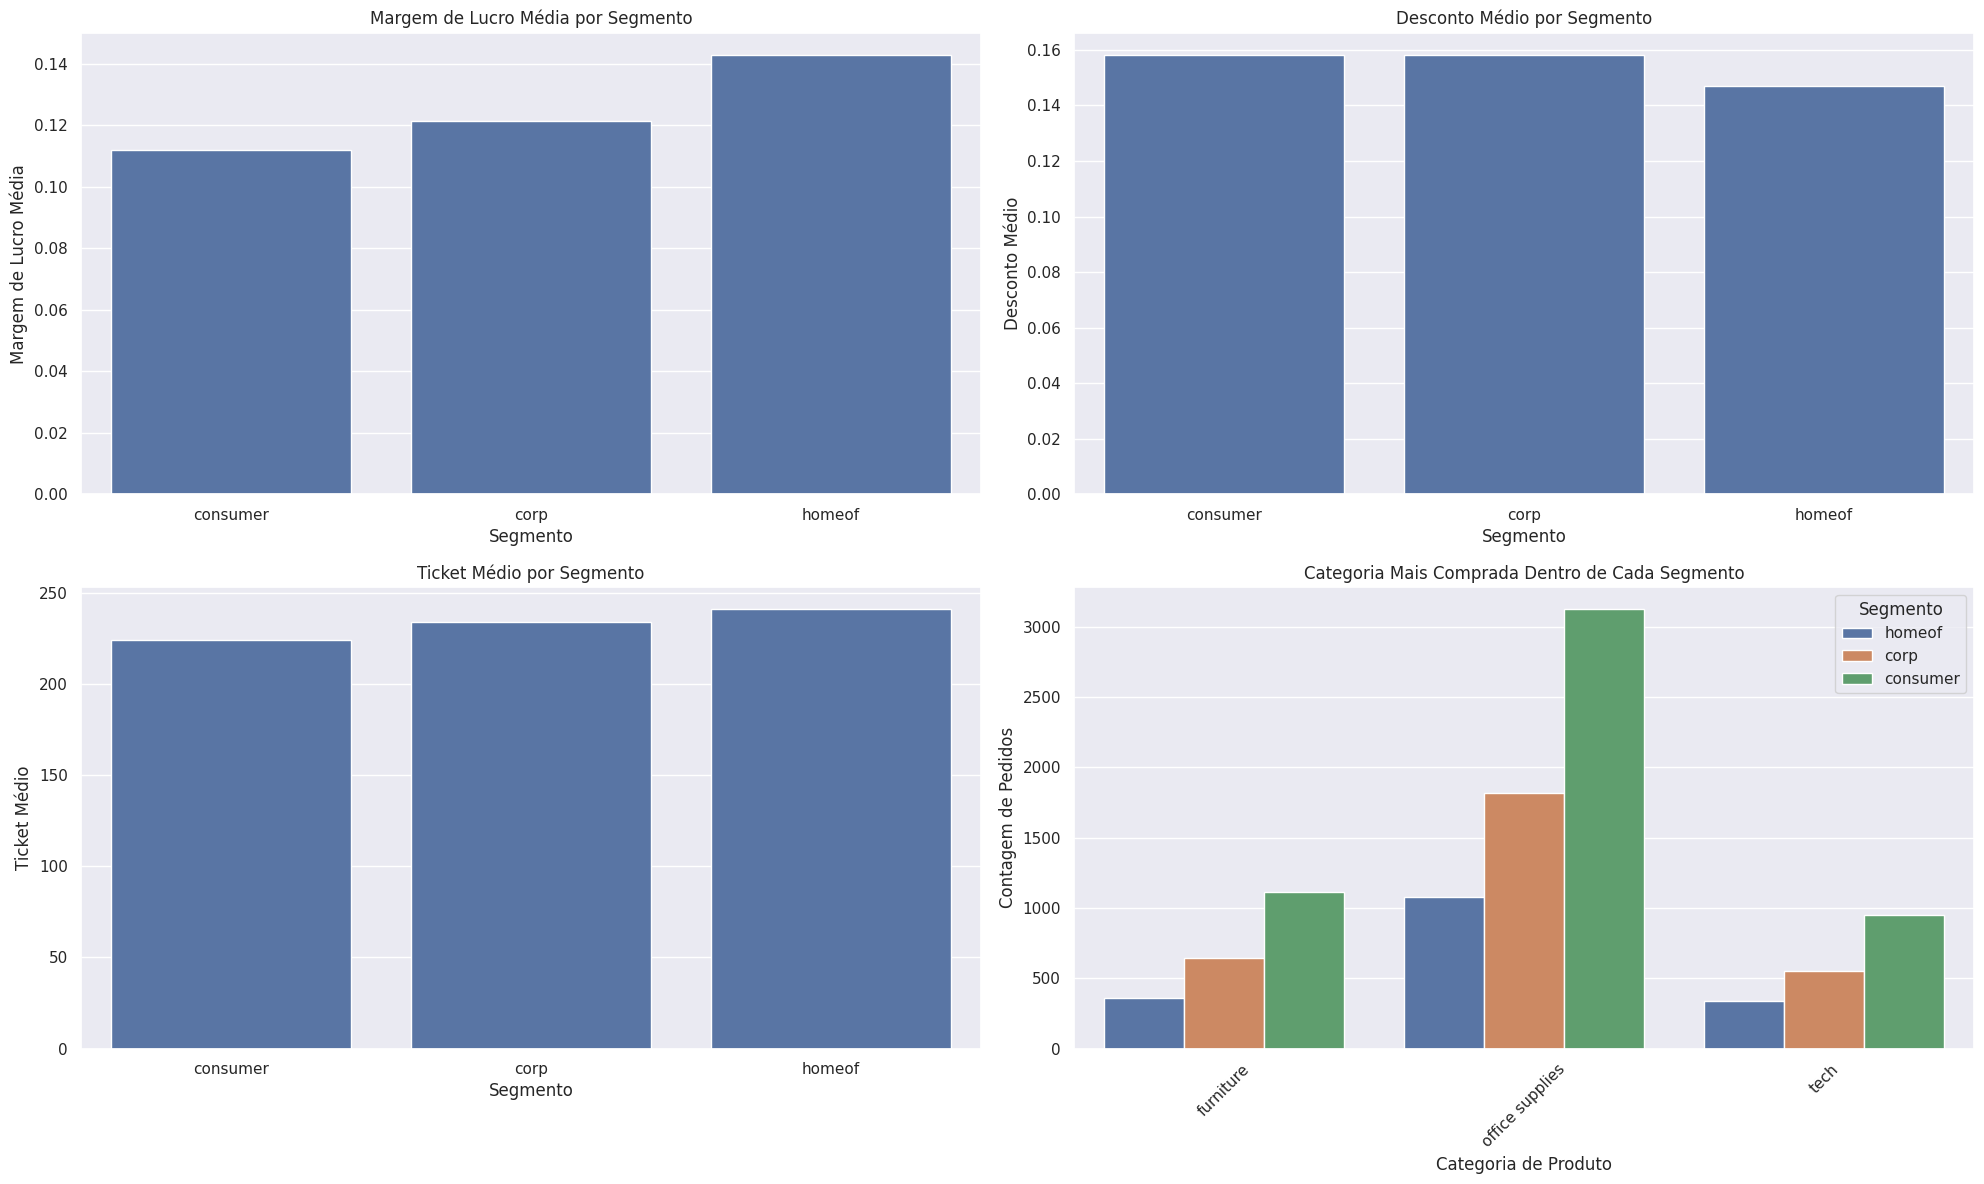 Margem de Lucro Média por Segmento
Margem de Lucro Média
0.14
0.12
0.10
0.08
0.06
0.04
0.02
0.00
consumer corp homeof
Segmento
Desconto Médio por Segmento
Desconto Médio
0.16
0.14
0.12
0.10
0.08
0.06
0.04
0.02
0.00
consumer corp homeof
Segmento
Ticket Médio por Segmento
Ticket Médio
250
200
150
100
50
0
consumer corp homeof
Segmento
Categoria Mais Comprada Dentro de Cada Segmento
Segmento
homeof
corp
consumer
Contagem de Pedidos
3000
2500
2000
1500
1000
500
0
furniture
office supplies
tech
Categoria de Produto